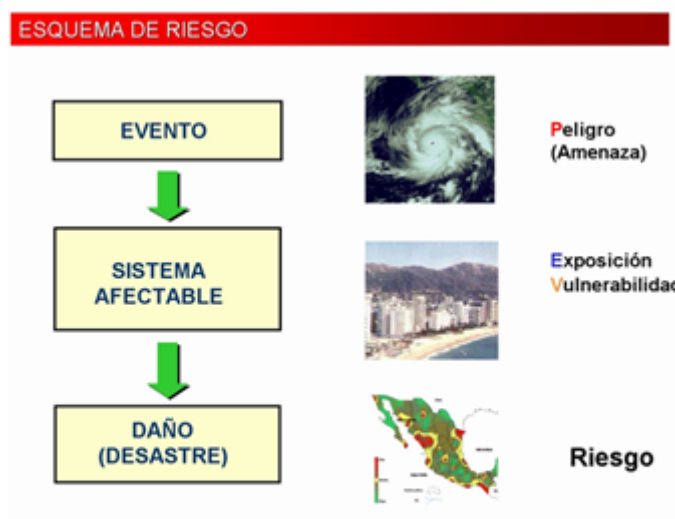 ESQUEMA DE RIESGO
EVENTO
Peligro
(Amenaza)
SISTEMA
AFECTABLE
Exposición
Vulnerabilidad
DAÑO
(DESASTRE)
Riesgo